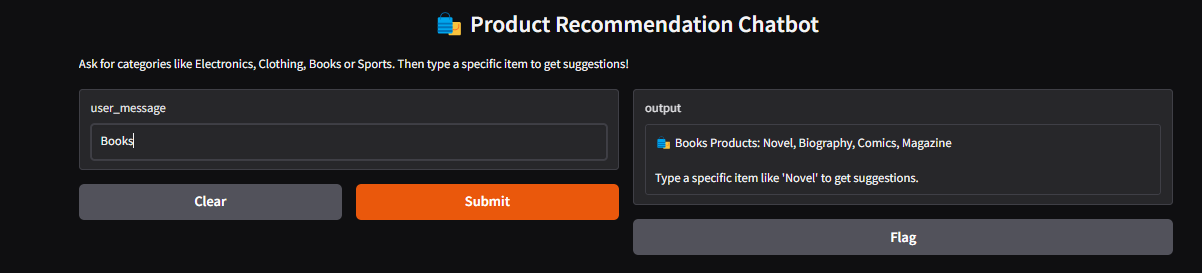 🛍️ Product Recommendation Chatbot
Ask for categories like Electronics, Clothing, Books or Sports. Then type a specific item to get suggestions!
user_message
Books
Clear
Submit
output
🛍️ Books Products: Novel, Biography, Comics, Magazine
Type a specific item like 'Novel' to get suggestions.
Flag